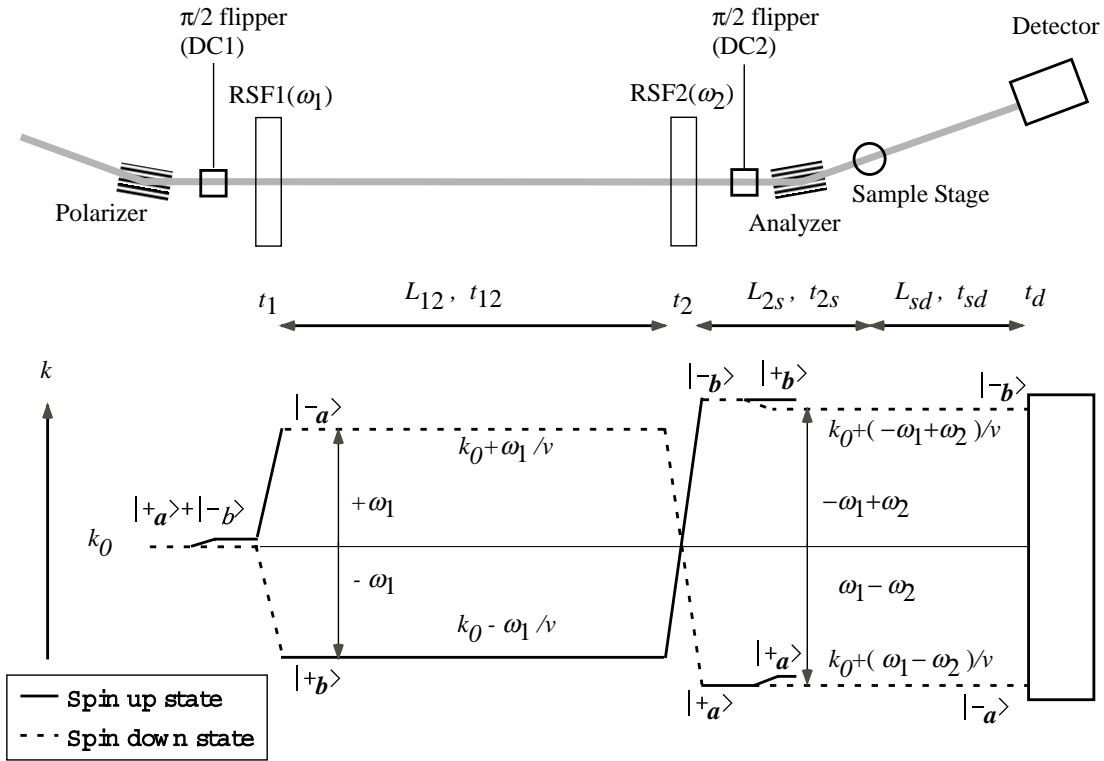 π/2 flipper
(DC1)
π/2 flipper
(DC2)
Detector
RSF1(ω1)
RSF2(ω2)
Polarizer
Analyzer
Sample Stage
t1
L12 , t12
t2
L2s , t2s
Lsd , tsd
td
k
|−a>
|−b>
|+b>
|−b>
k0+ω1/v
k0+(−ω1+ω2)/v
|+a>+|−b>
+ω1
−ω1+ω2
k0
- ω1
ω1−ω2
k0 - ω1/v
|+a>
k0+(ω1−ω2)/v
|+b>
|+a>
|−a>
Spin up state
Spin down state